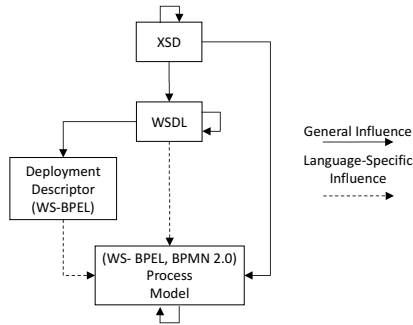 XSD
WSDL
General Influence
Language-Specific
Influence
Deployment
Descriptor
(WS-BPEL)
(WS- BPEL, BPMN 2.0)
Process
Model